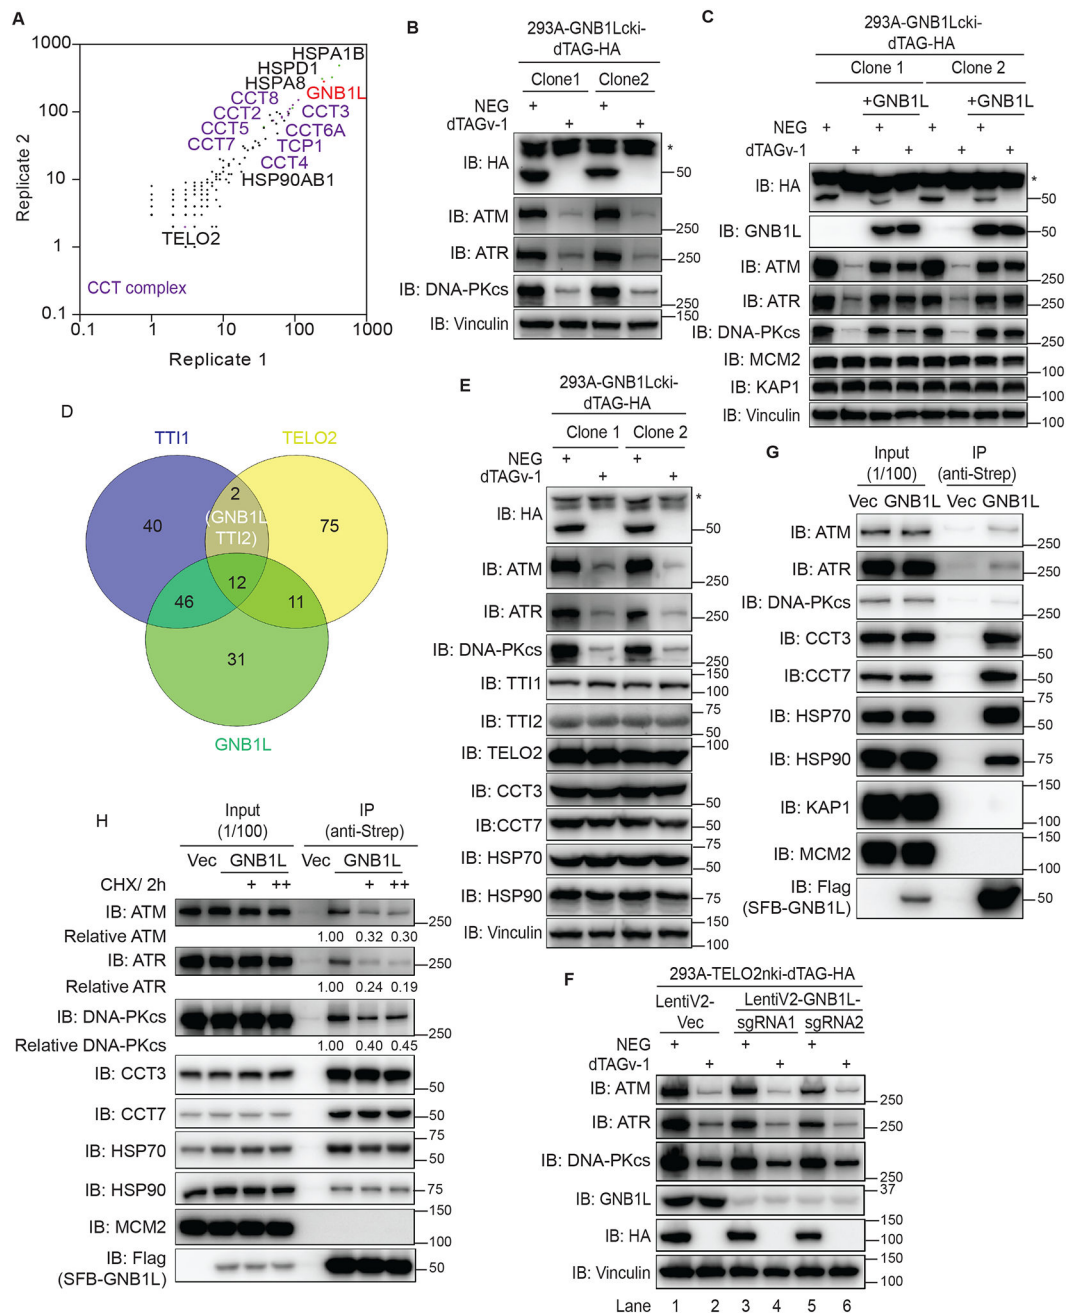 A
1000
100
10
1
0.1
Replicate 2
HSPA1B
HSPD1
HSPA8
GNB1L
CCT8
CCT2
CCT3
CCT5
CCT6A
CCT7
TCP1
CCT4
HSP90AB1
TELO2
CCT complex
0.1 1 10 100 1000
Replicate 1
B
293A-GNB1Lcki-
dTAG-HA
Clone1 Clone2
NEG + +
dTAGv-1 + +
IB: HA * 50
IB: ATM 250
IB: ATR 250
IB: DNA-PKcs 250
IB: Vinculin 150
C
293A-GNB1Lcki-
dTAG-HA
Clone 1 Clone 2
+GNB1L +GNB1L
NEG + + + +
dTAGv-1 + + + +
IB: HA * 50
IB: GNB1L 50
IB: ATM 250
IB: ATR 250
IB: DNA-PKcs 250
IB: MCM2 100
IB: KAP1 100
IB: Vinculin 100
D
TTI1 TELO2
2
40 (GNB1L 75
TTI2)
12
46 11
31
GNB1L
E
293A-GNB1Lcki-
dTAG-HA
Clone 1 Clone 2
NEG + +
dTAGv-1 + +
IB: HA * 50
IB: ATM 250
IB: ATR 250
IB: DNA-PKcs 250
IB: TTI1 150 100
IB: TTI2 75 50
IB: TELO2 100
IB: CCT3 50
IB:CCT7 50
IB: HSP70 75 50
IB: HSP90 75
IB: Vinculin 150 100
G
Input IP
(1/100) (anti-Strep)
Vec GNB1L Vec GNB1L
IB: ATM 250
IB: ATR 250
IB: DNA-PKcs 250
IB: CCT3 50
IB:CCT7 50
IB: HSP70 75 50
IB: HSP90 75
IB: KAP1 150 100
IB: MCM2 150 100
IB: Flag
(SFB-GNB1L) 50
H
Input IP
(1/100) (anti-Strep)
Vec GNB1L Vec GNB1L
CHX/ 2h + ++ + ++
IB: ATM 250
Relative ATM 1.00 0.32 0.30
IB: ATR 250
Relative ATR 1.00 0.24 0.19
IB: DNA-PKcs 250
Relative DNA-PKcs 1.00 0.40 0.45
IB: CCT3 50
IB: CCT7 50
IB: HSP70 75 50
IB: HSP90 75
IB: MCM2 150 100
IB: Flag
(SFB-GNB1L) 50
F
293A-TELO2nki-dTAG-HA
LentiV2- LentiV2-GNB1L-
Vec sgRNA1 sgRNA2
NEG + + +
dTAGv-1 + + +
IB: ATM 250
IB: ATR 250
IB: DNA-PKcs 250
IB: GNB1L 37
IB: HA 150 100
IB: Vinculin 150 100
Lane 1 2 3 4 5 6